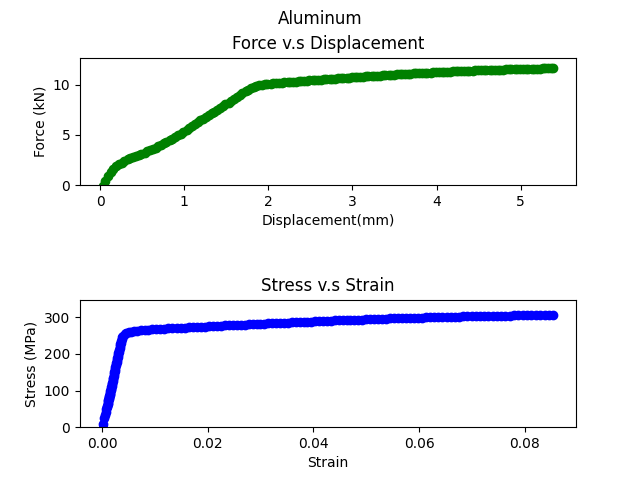 Aluminum
Force v.s Displacement
10
5
0
Force (kN)
0 1 2 3 4 5
Displacement(mm)
Stress v.s Strain
300
200
100
0
Stress (MPa)
0.00 0.02 0.04 0.06 0.08
Strain